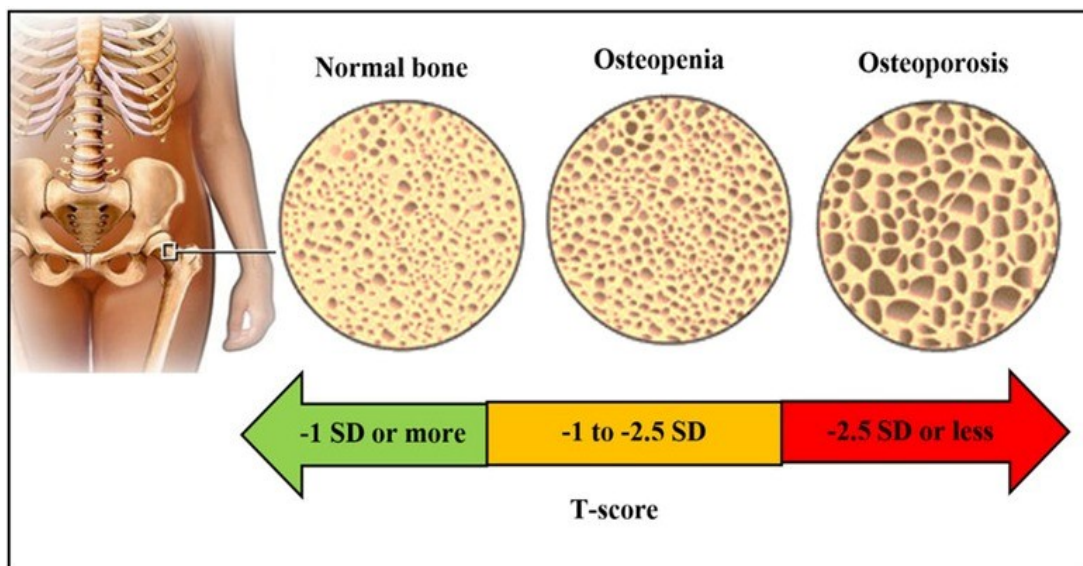 Normal bone
Osteopenia
Osteoporosis
-1 SD or more
-1 to -2.5 SD
-2.5 SD or less
T-score